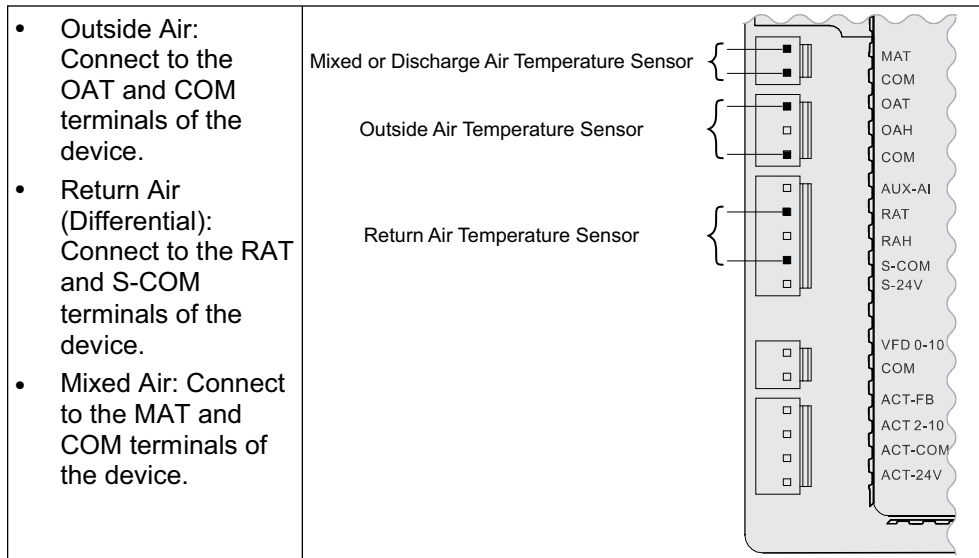 • Outside Air:
Connect to the
OAT and COM
terminals of the
device.
• Return Air
(Differential):
Connect to the RAT
and S-COM
terminals of the
device.
• Mixed Air: Connect
to the MAT and
COM terminals of
the device.
Mixed or Discharge Air Temperature Sensor
Outside Air Temperature Sensor
Return Air Temperature Sensor
MAT
COM
OAT
OAH
COM
AUX-AI
RAT
RAH
S-COM
S-24V
VFD 0-10
COM
ACT-FB
ACT 2-10
ACT-COM
ACT-24V